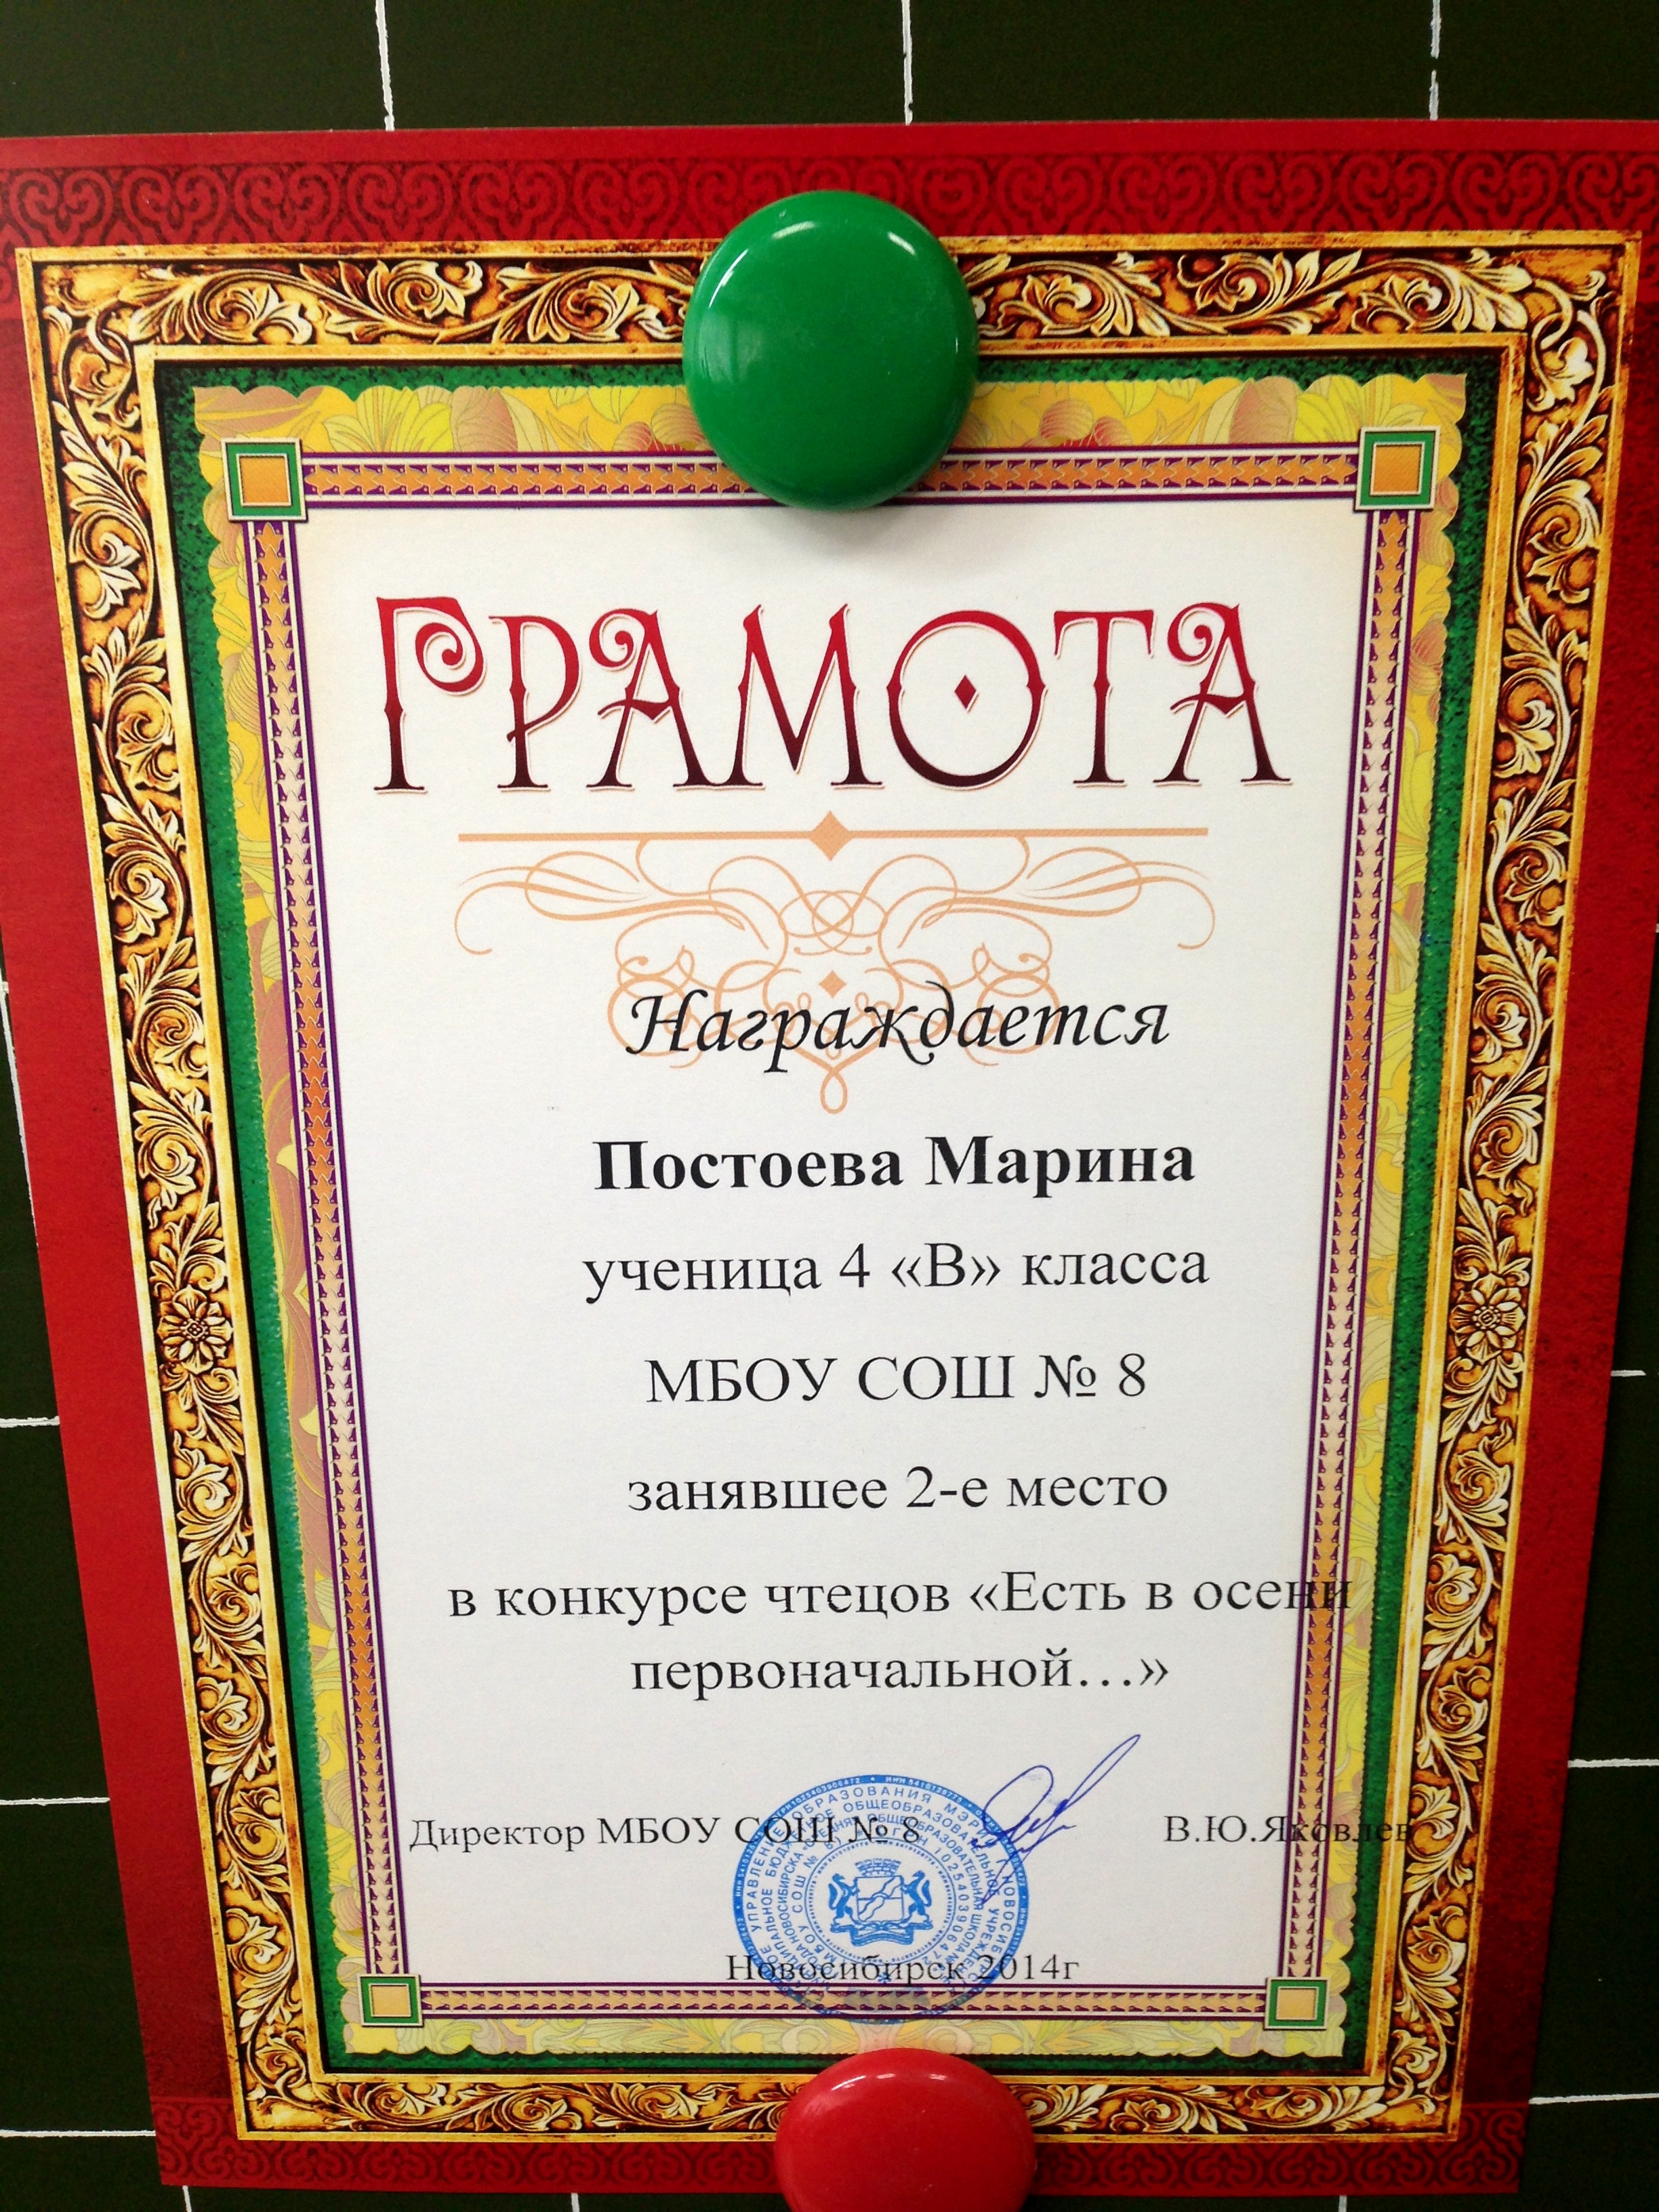 ГРАМОТА
Награждается
Постоева Марина
ученица 4 «В» класса
МБОУ СОШ № 8
занявшее 2-е место
в конкурсе чтецов «Есть в осени
первоначальной…»
Директор МБОУ СОШ № 8 В.Ю.Яковлев
Новосибирск 2014г